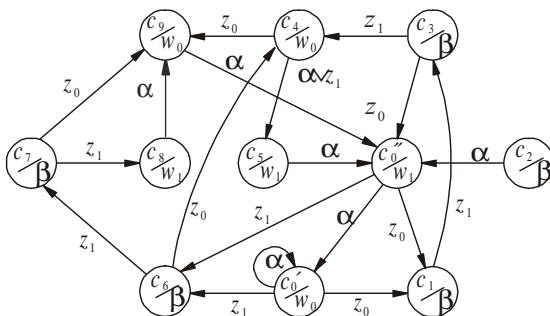 c₉/w₀ z₀ c₄/w₀ z₁ c₃/β
z₀ α α α∨z₁ z₀
c₇/β z₁ c₈/w₁ c₅/w₁ α c₀″/w₁ α c₂/β
z₁ z₀ z₁ α z₀ z₁
c₆/β z₁ α c₀′/w₀ z₀ c₁/β